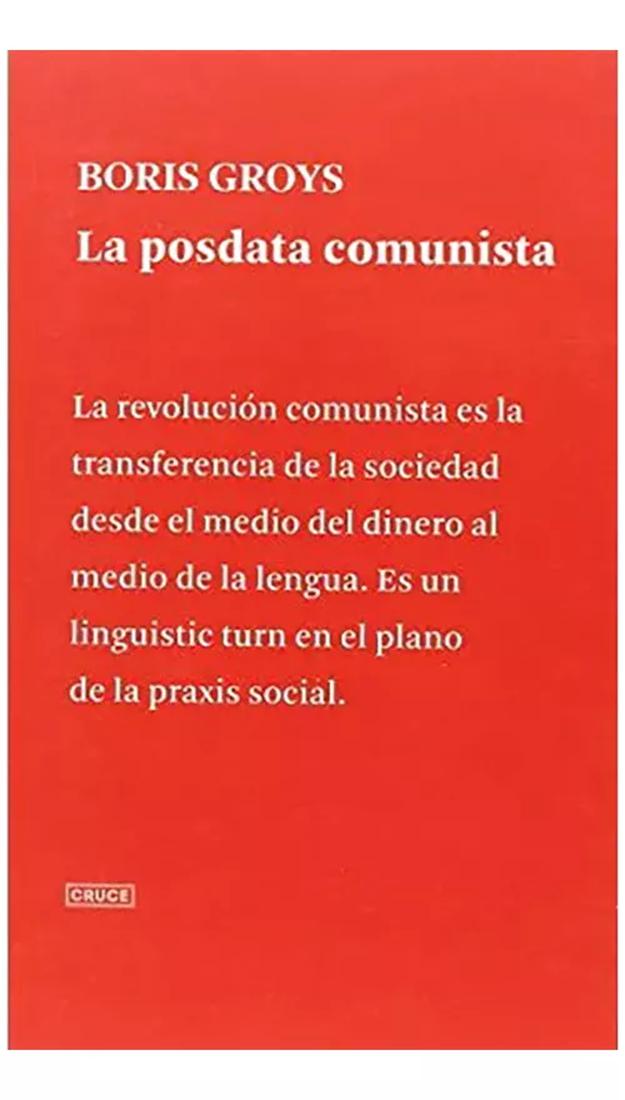 BORIS GROYS
La posdata comunista
La revolución comunista es la
transferencia de la sociedad
desde el medio del dinero al
medio de la lengua. Es un
linguistic turn en el plano
de la praxis social.
CRUCE